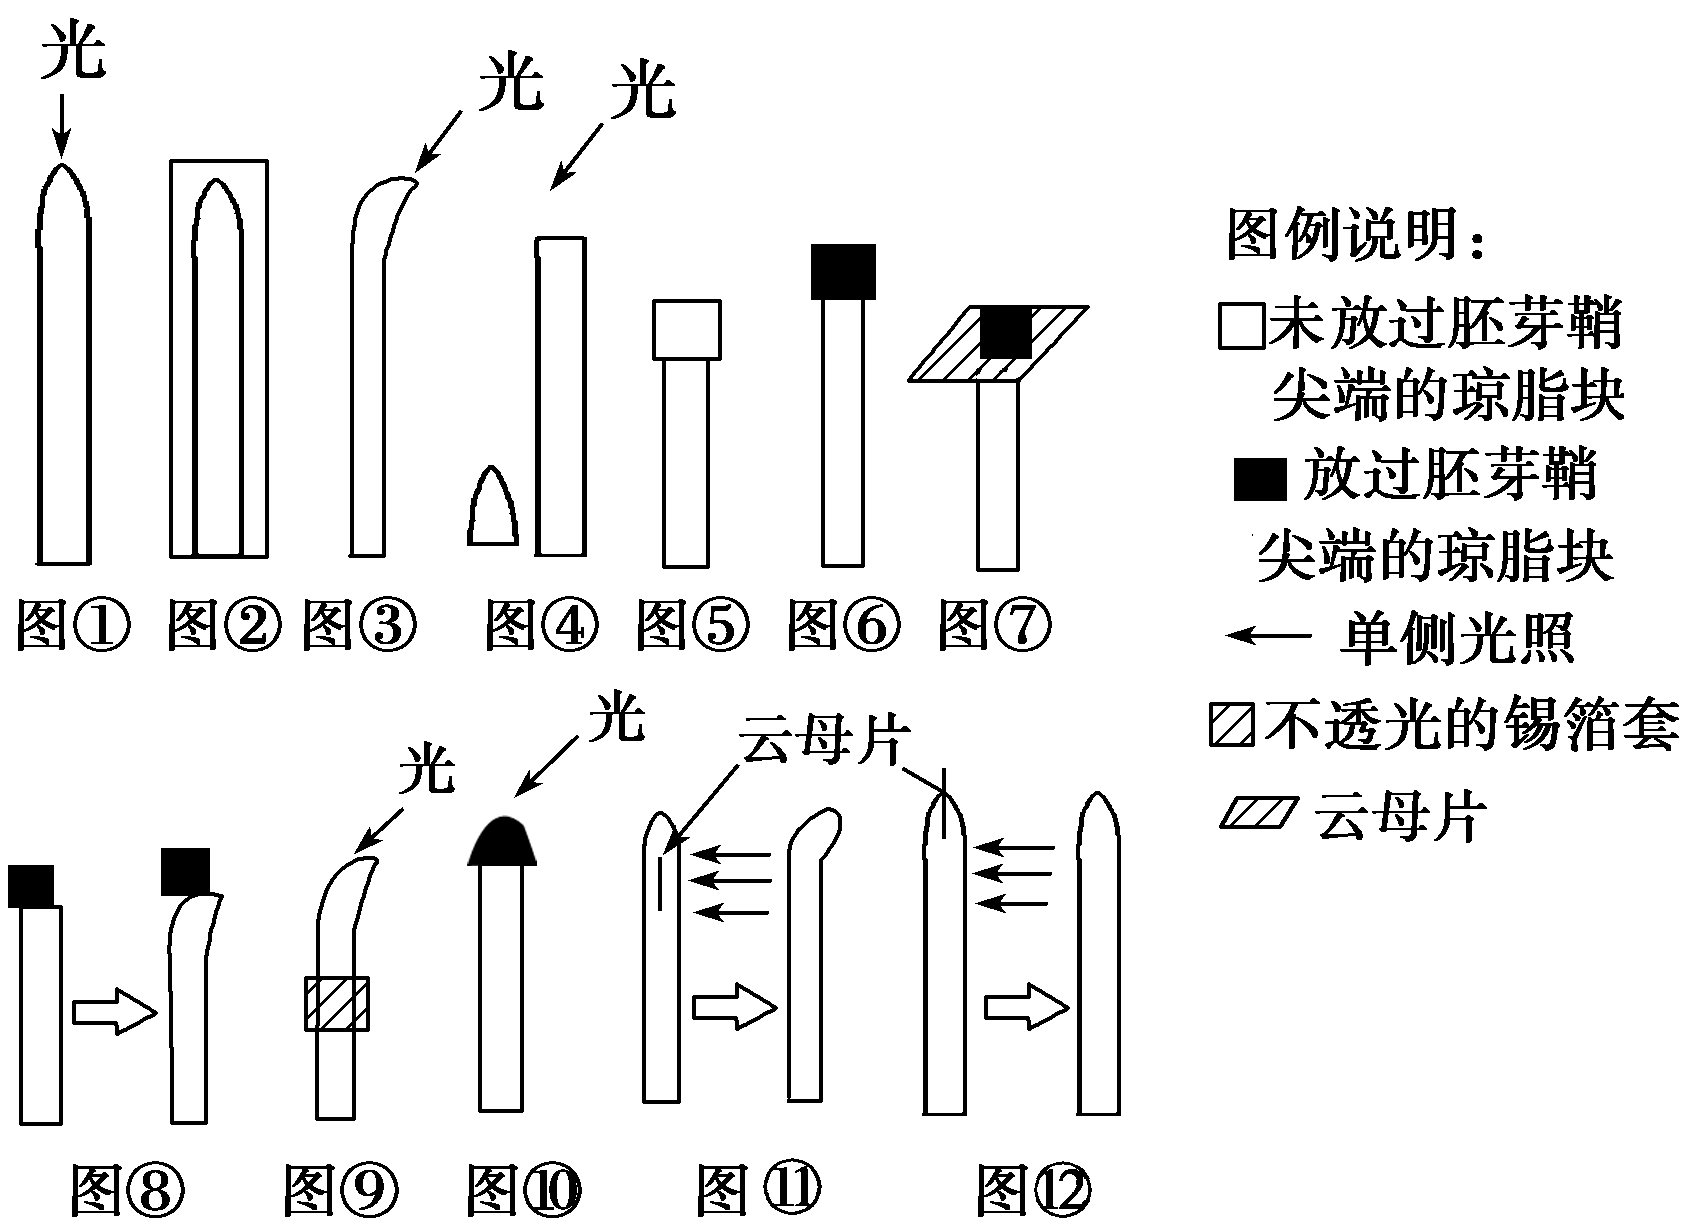 光
光
光
图①
图②
图③
图④
图⑤
图⑥
图⑦
图例说明：
未放过胚芽鞘
尖端的琼脂块
放过胚芽鞘
尖端的琼脂块
单侧光照
不透光的锡箔套
云母片
光
光
云母片
图⑧
图⑨
图⑩
图⑪
图⑫